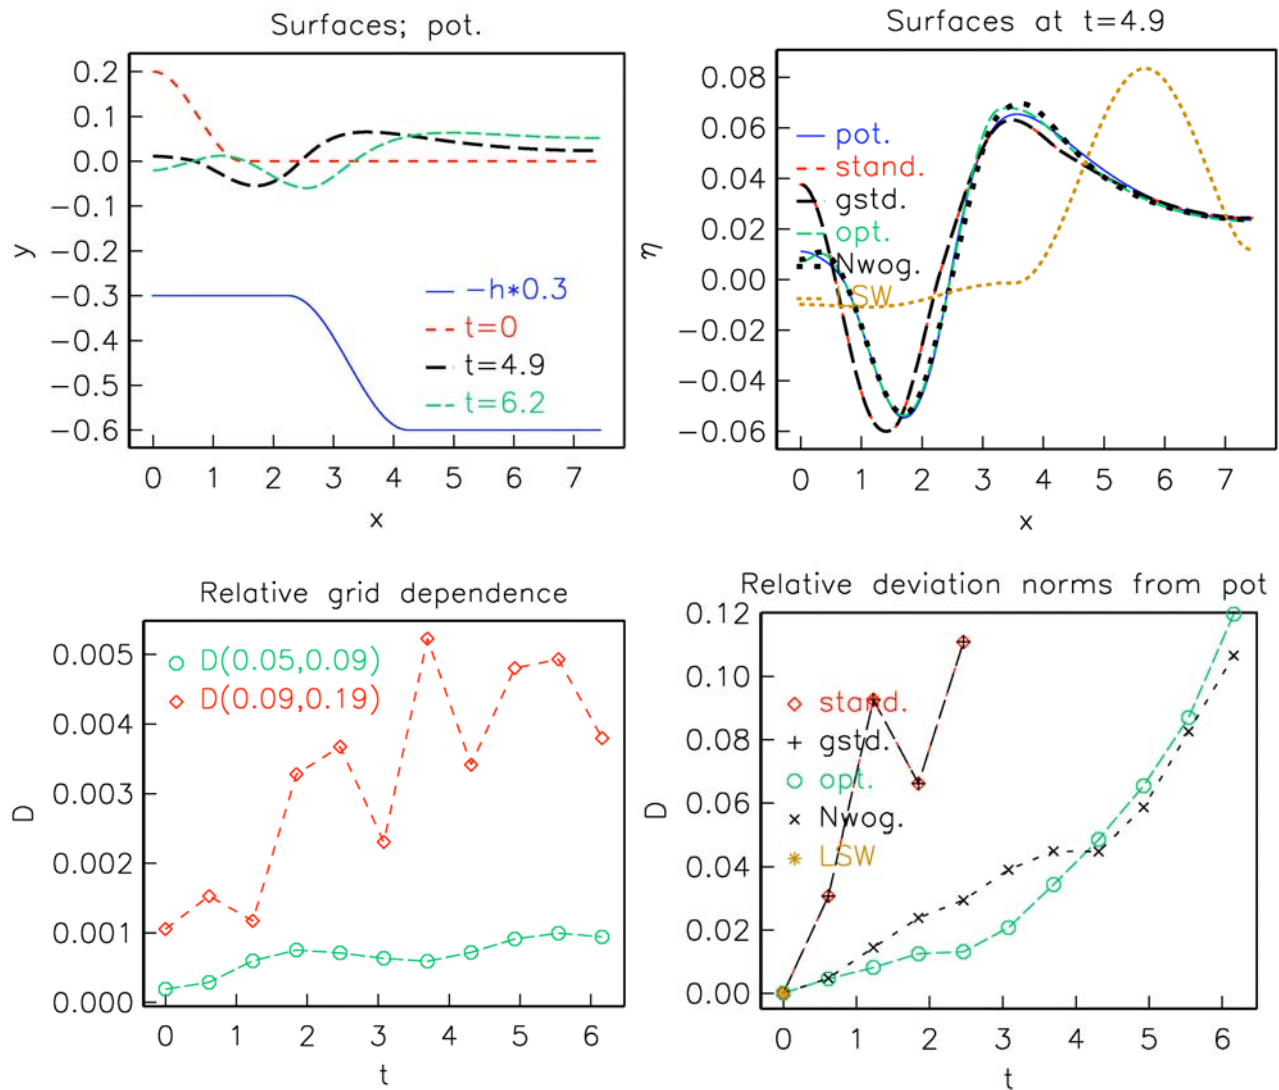 Surfaces; pot.
0.2
0.1
0.0
−0.1
−0.2
−0.3
−0.4
−0.5
−0.6
y
−h*0.3
t=0
t=4.9
t=6.2
0 1 2 3 4 5 6 7
x
Surfaces at t=4.9
0.08
0.06
0.04
0.02
0.00
−0.02
−0.04
−0.06
η
pot.
stand.
gstd.
opt.
Nwog.
LSW
0 1 2 3 4 5 6 7
x
Relative grid dependence
0.005
0.004
0.003
0.002
0.001
0.000
D
D(0.05,0.09)
D(0.09,0.19)
0 1 2 3 4 5 6
t
Relative deviation norms from pot
0.12
0.10
0.08
0.06
0.04
0.02
0.00
D
stand.
gstd.
opt.
Nwog.
LSW
0 1 2 3 4 5 6
t